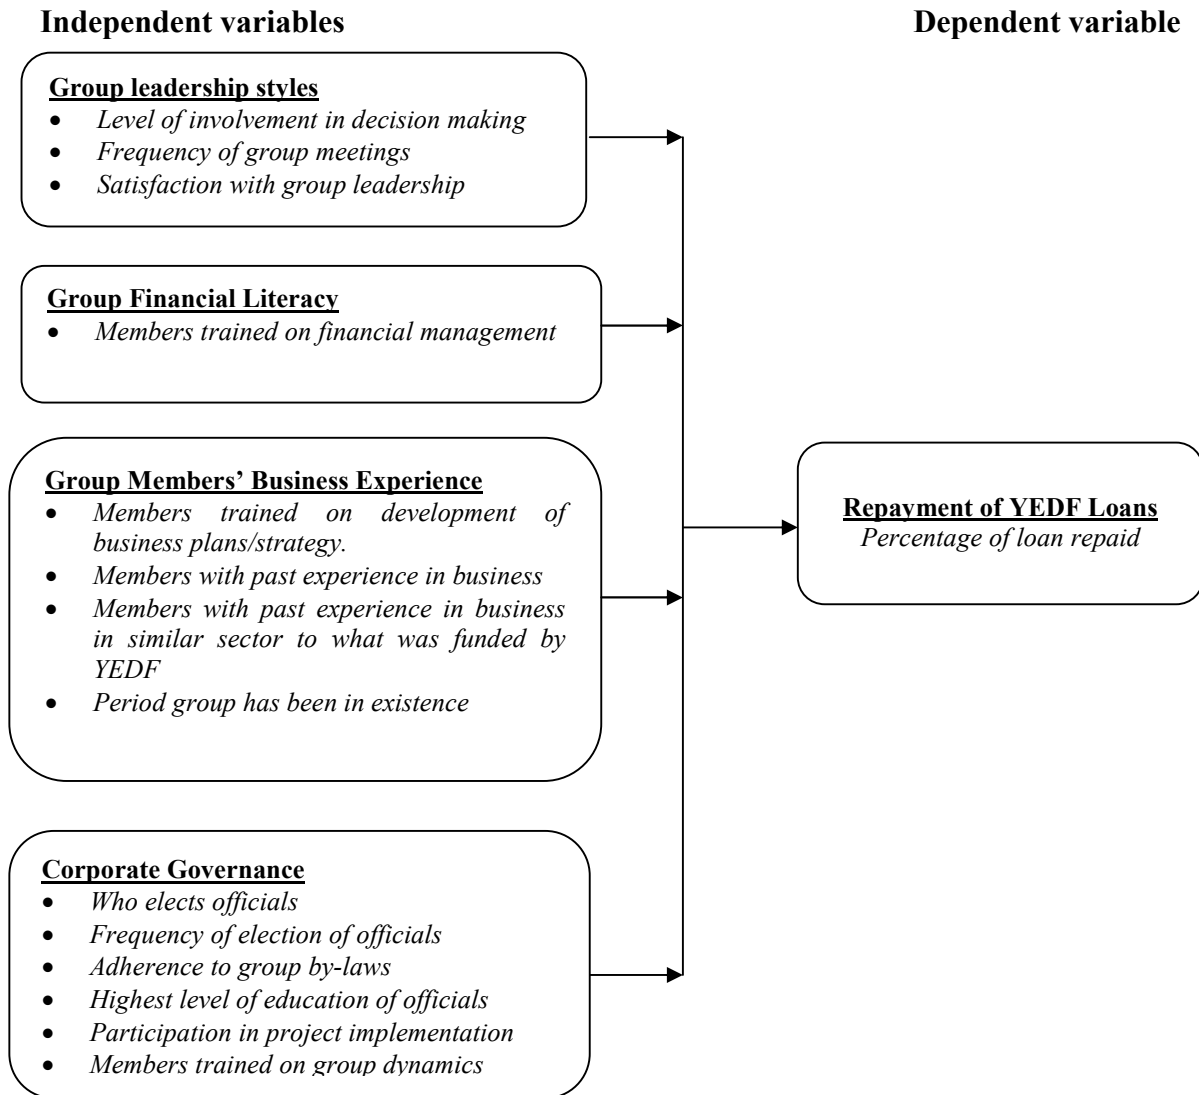 Independent variables
Dependent variable
Group leadership styles
• Level of involvement in decision making
• Frequency of group meetings
• Satisfaction with group leadership
Group Financial Literacy
• Members trained on financial management
Group Members’ Business Experience
• Members trained on development of
business plans/strategy.
• Members with past experience in business
• Members with past experience in business
in similar sector to what was funded by
YEDF
• Period group has been in existence
Repayment of YEDF Loans
Percentage of loan repaid
Corporate Governance
• Who elects officials
• Frequency of election of officials
• Adherence to group by-laws
• Highest level of education of officials
• Participation in project implementation
• Members trained on group dynamics